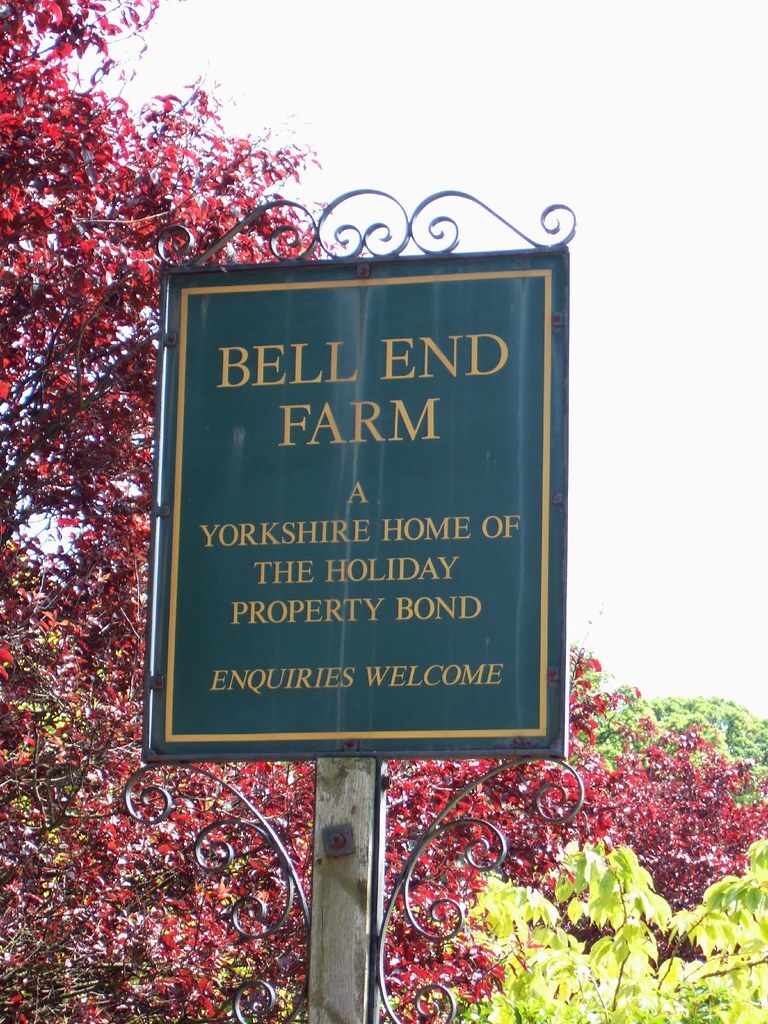 BELL END
FARM
A
YORKSHIRE HOME OF
THE HOLIDAY
PROPERTY BOND
ENQUIRIES WELCOME